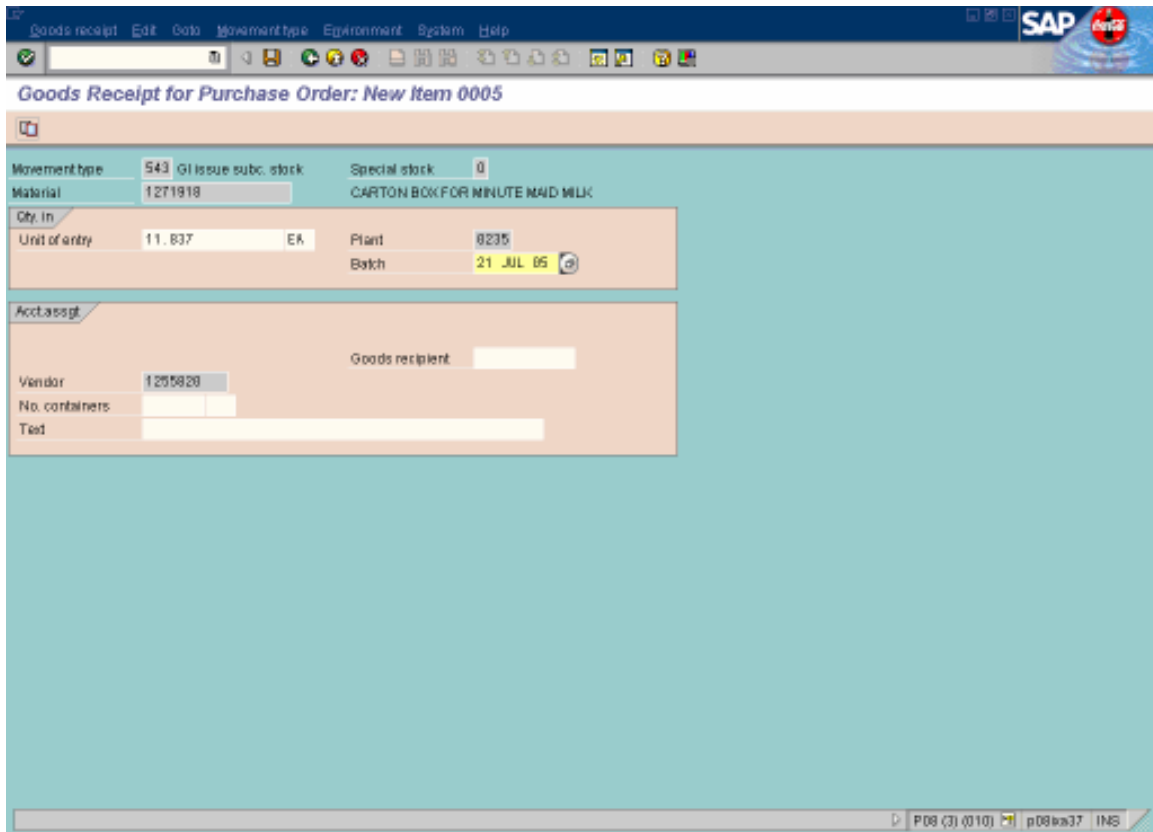 Goods receipt Edit Goto Movement type Environment System Help
SAP
Goods Receipt for Purchase Order: New Item 0005
Movement type 543 GI issue subc. stock Special stock O
Material 1271918 CARTON BOX FOR MINUTE MAID MILK
Qty. in
Unit of entry 11.837 EA Plant 0235
Batch 21 JUL 05
Acct.assgt
Goods recipient
Vendor 1255020
No. containers
Text
P08 (3) (010) INS